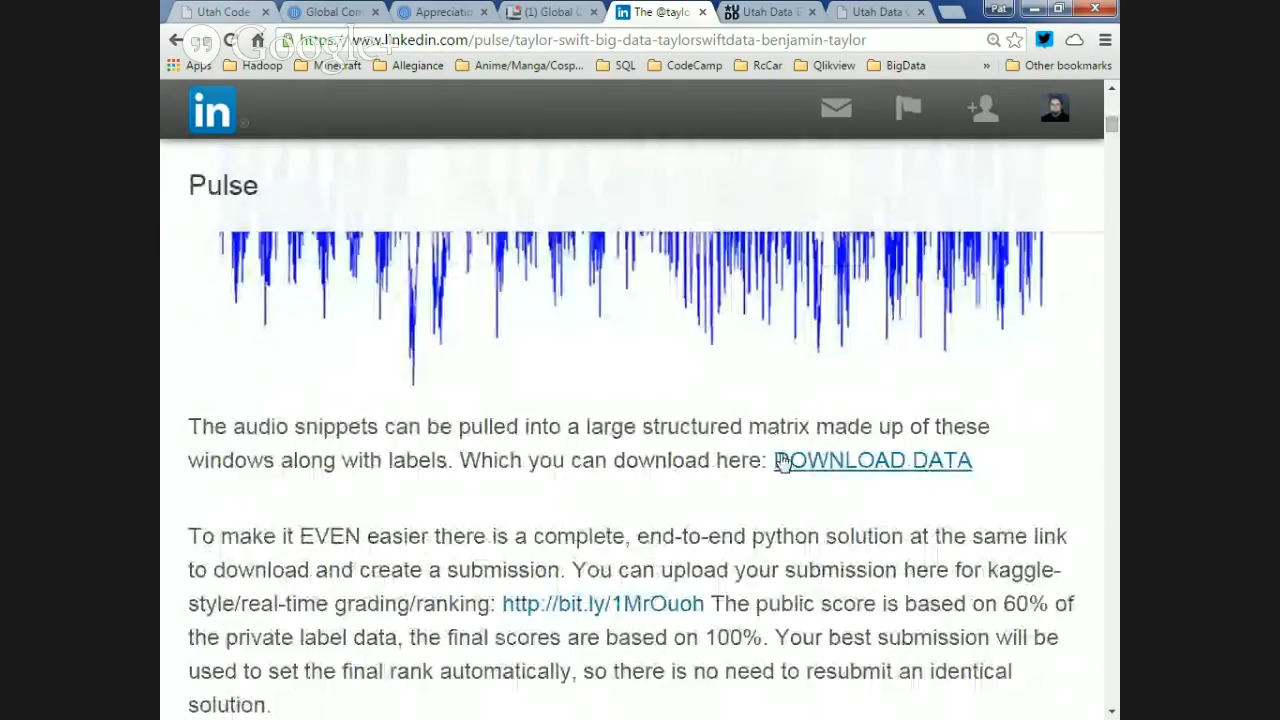 Utah Code
Global Con
Appreciatio
(1) Global
The @taylo
Utah Data
Utah Data
Pat
https://www.linkedin.com/pulse/taylor-swift-big-data-taylorswiftdata-benjamin-taylor
Google+
Apps
Hadoop
Minecraft
Allegiance
Anime/Manga/Cosp...
SQL
CodeCamp
RcCar
Qlikview
BigData
»
Other bookmarks
in
Pulse
The audio snippets can be pulled into a large structured matrix made up of these
windows along with labels. Which you can download here: DOWNLOAD DATA
To make it EVEN easier there is a complete, end-to-end python solution at the same link
to download and create a submission. You can upload your submission here for kaggle-
style/real-time grading/ranking: http://bit.ly/1MrOuoh The public score is based on 60% of
the private label data, the final scores are based on 100%. Your best submission will be
used to set the final rank automatically, so there is no need to resubmit an identical
solution.